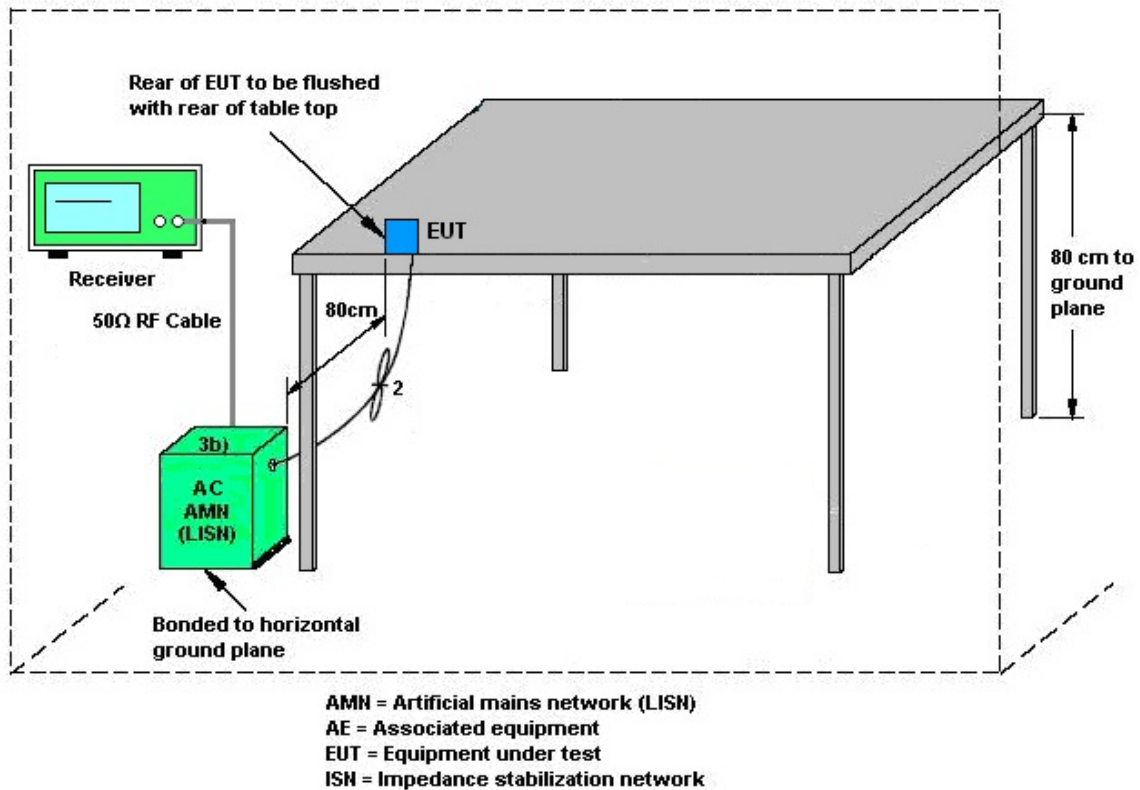 Rear of EUT to be flushed
with rear of table top
EUT
Receiver
80cm
80 cm to
ground
plane
50Ω RF Cable
2
3b)
AC
AMN
(LISN)
Bonded to horizontal
ground plane
AMN = Artificial mains network (LISN)
AE = Associated equipment
EUT = Equipment under test
ISN = Impedance stabilization network